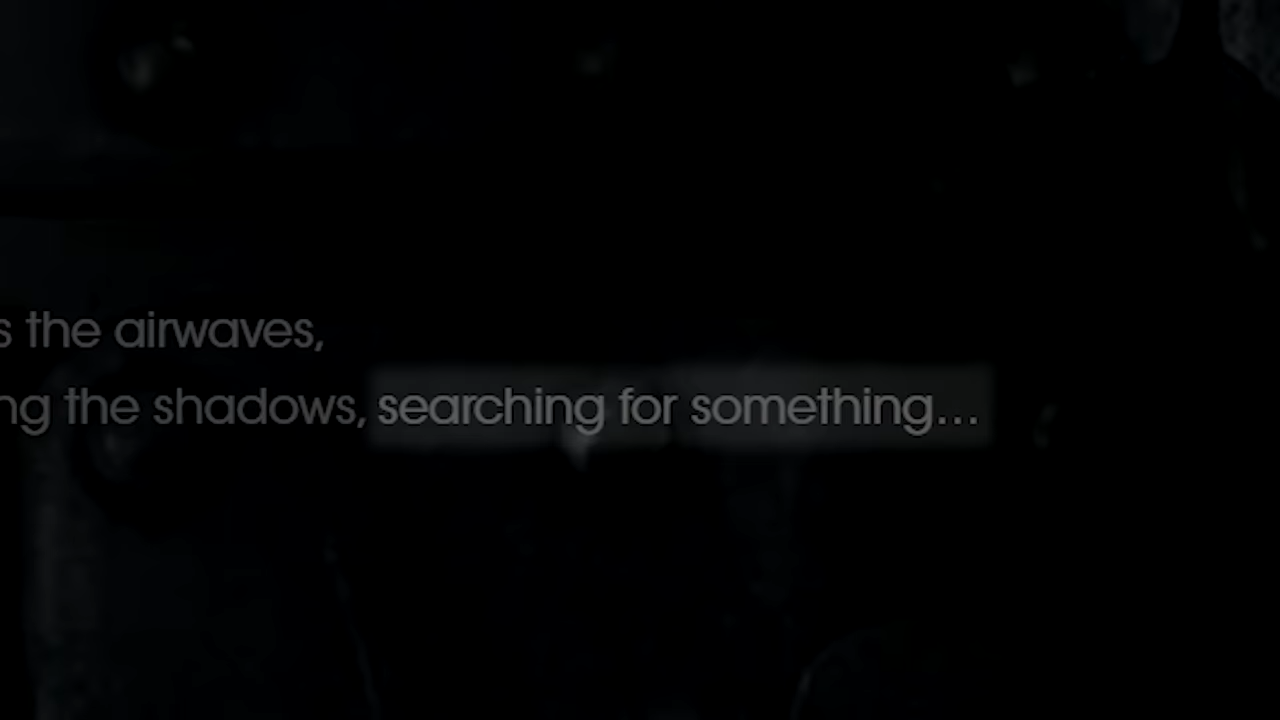 s the airwaves,
ng the shadows, searching for something...